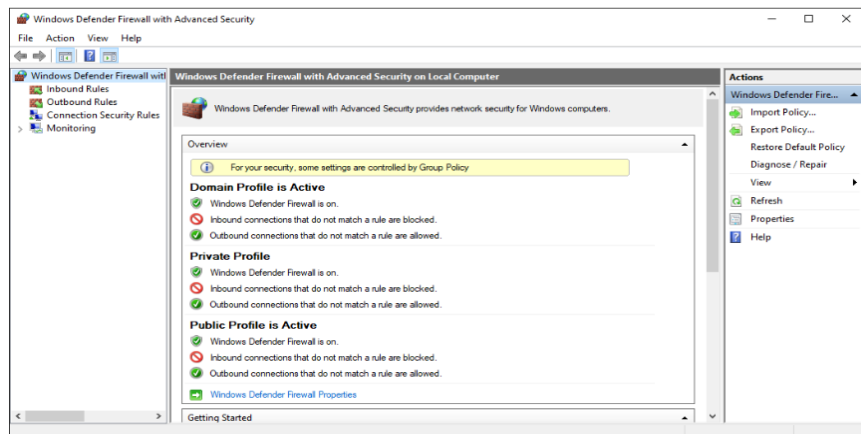 Windows Defender Firewall with Advanced Security
File Action View Help
Windows Defender Firewall with
Inbound Rules
Outbound Rules
Connection Security Rules
Monitoring
Windows Defender Firewall with Advanced Security on Local Computer
Windows Defender Firewall with Advanced Security provides network security for Windows computers.
Overview
For your security, some settings are controlled by Group Policy
Domain Profile is Active
Windows Defender Firewall is on.
Inbound connections that do not match a rule are blocked.
Outbound connections that do not match a rule are allowed.
Private Profile
Windows Defender Firewall is on.
Inbound connections that do not match a rule are blocked.
Outbound connections that do not match a rule are allowed.
Public Profile is Active
Windows Defender Firewall is on.
Inbound connections that do not match a rule are blocked.
Outbound connections that do not match a rule are allowed.
Windows Defender Firewall Properties
Getting Started
Actions
Windows Defender Fire...
Import Policy...
Export Policy...
Restore Default Policy
Diagnose / Repair
View
Refresh
Properties
Help